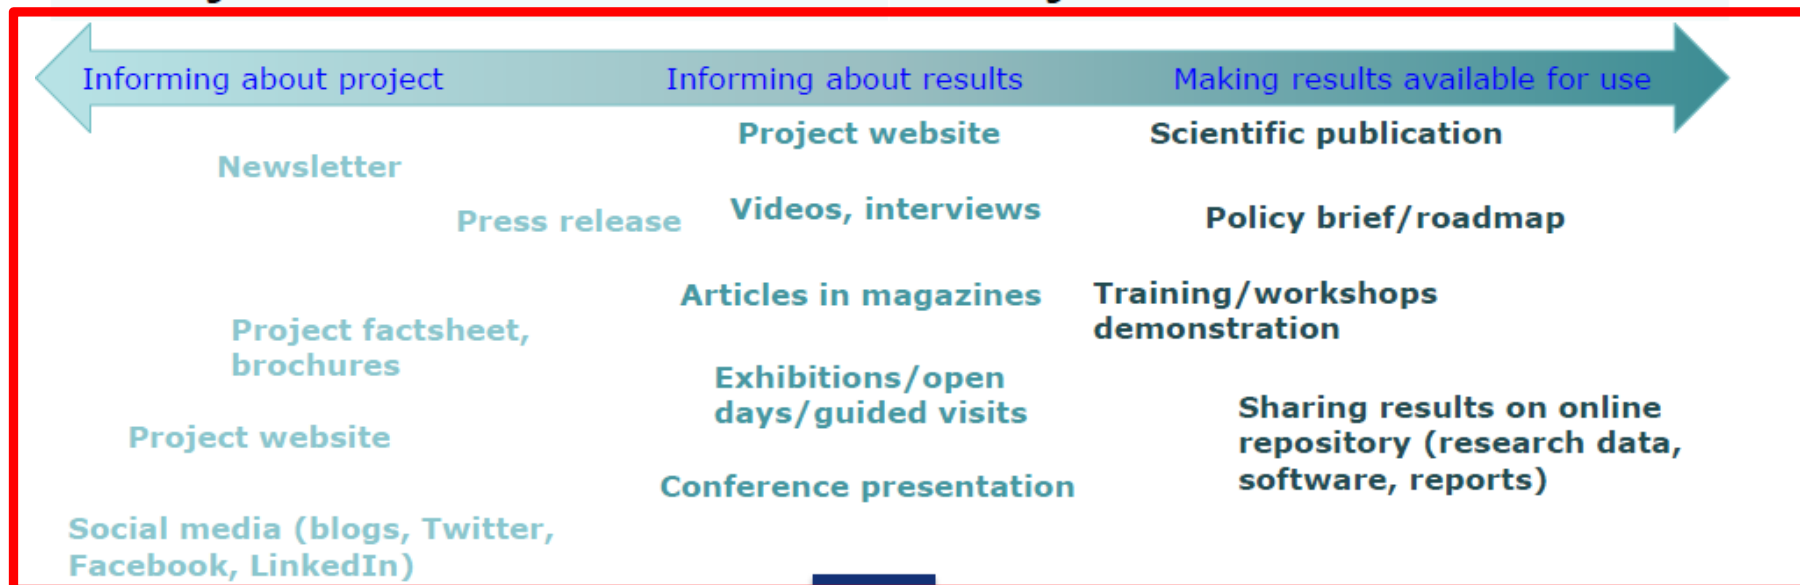 Informing about project
Informing about results
Making results available for use
Newsletter
Press release
Project factsheet,
brochures
Project website
Social media (blogs, Twitter,
Facebook, LinkedIn)
Project website
Videos, interviews
Articles in magazines
Exhibitions/open
days/guided visits
Conference presentation
Scientific publication
Policy brief/roadmap
Training/workshops
demonstration
Sharing results on online
repository (research data,
software, reports)